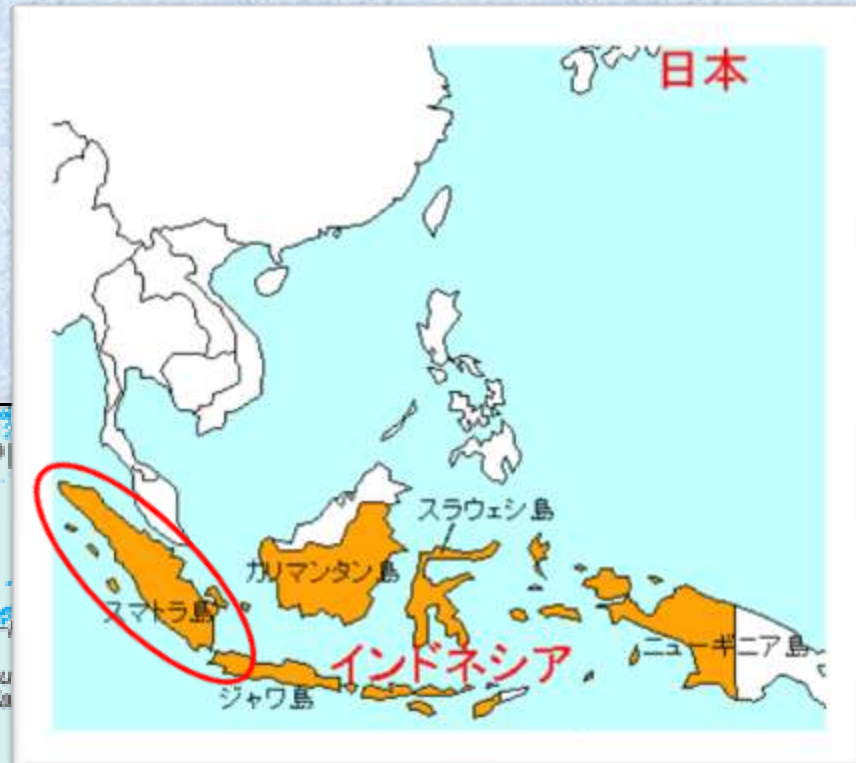 日本
スラウェシ島
カリマンタン島
スマトラ島
ニューギニア島
インドネシア
ジャワ島